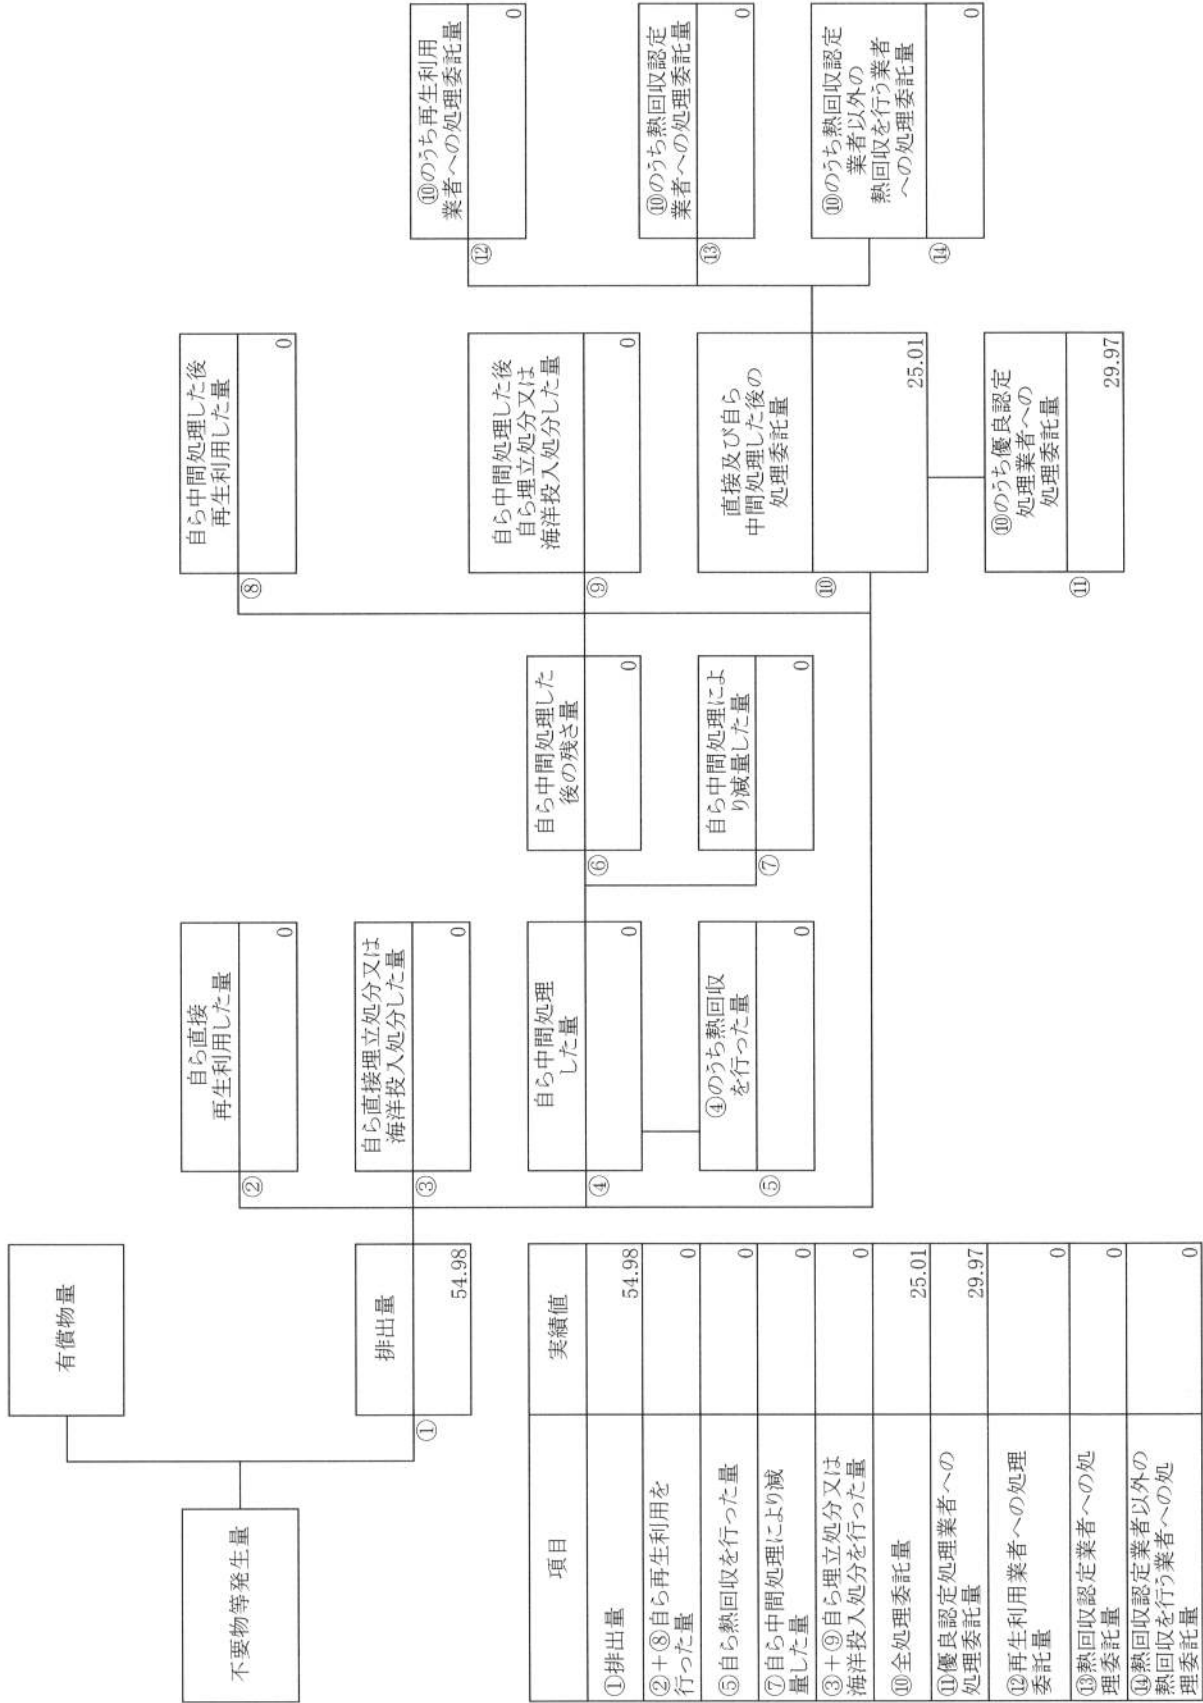 不要物等発生量
有償物量
排出量
①
54.98
自ら直接
再生利用した量
②
0
自ら直接埋立処分又は
海洋投入処分した量
③
0
自ら中間処理
した量
④
0
④のうち熱回収
を行った量
⑤
0
自ら中間処理した
後の残さ量
⑥
0
自ら中間処理によ
り減量した量
⑦
0
自ら中間処理した後
再生利用した量
⑧
0
自ら中間処理した後
自ら埋立処分又は
海洋投入処分した量
⑨
0
直接及び自ら
中間処理した後の
処理委託量
⑩
25.01
⑩のうち優良認定
処理業者への
処理委託量
⑪
29.97
⑩のうち再生利用
業者への処理委託量
⑫
0
⑩のうち熱回収認定
業者への処理委託量
⑬
0
⑩のうち熱回収認定
業者以外の
熱回収を行う業者
への処理委託量
⑭
0
項目
実績値
①排出量
54.98
②+⑧自ら再生利用を
行った量
0
⑤自ら熱回収を行った量
0
⑦自ら中間処理により減
量した量
0
③+⑨自ら埋立処分又は
海洋投入処分を行った量
0
⑩全処理委託量
25.01
⑪優良認定処理業者への
処理委託量
29.97
⑫再生利用業者への処理
委託量
0
⑬熱回収認定業者への処
理委託量
0
⑭熱回収認定業者以外の
熱回収を行う業者への処
理委託量
0